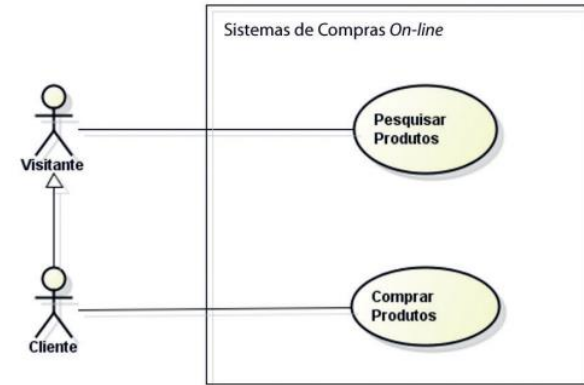 Sistemas de Compras On-line
Pesquisar
Produtos
Visitante
Comprar
Produtos
Cliente